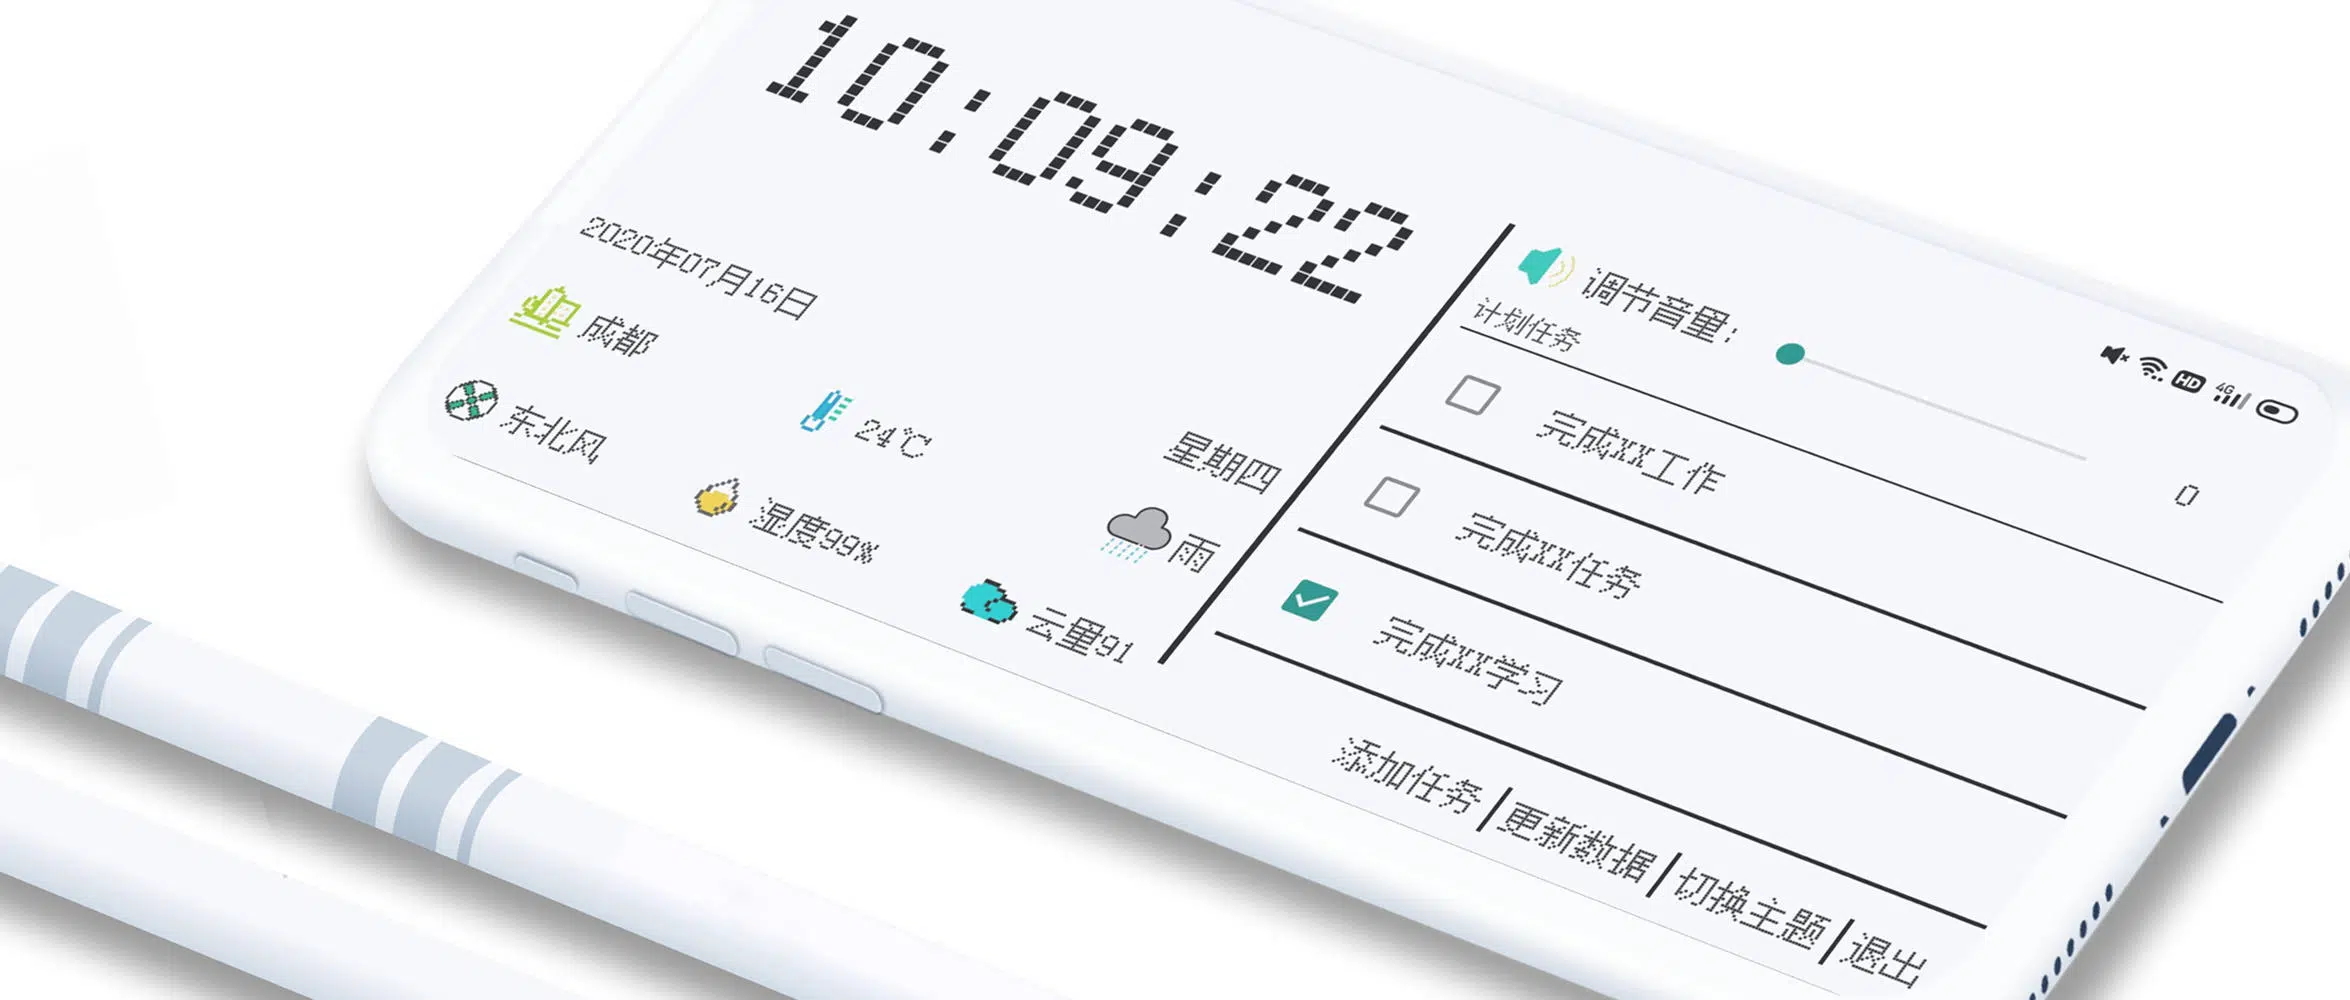 10:09:22
2020年07月16日
星期四
成都
24℃
雨
东北风
湿度99%
云量91
调节音量:
0
计划任务
完成XX工作
完成XX任务
完成XX学习
添加任务|更新数据|切换主题|退出
HD
4G